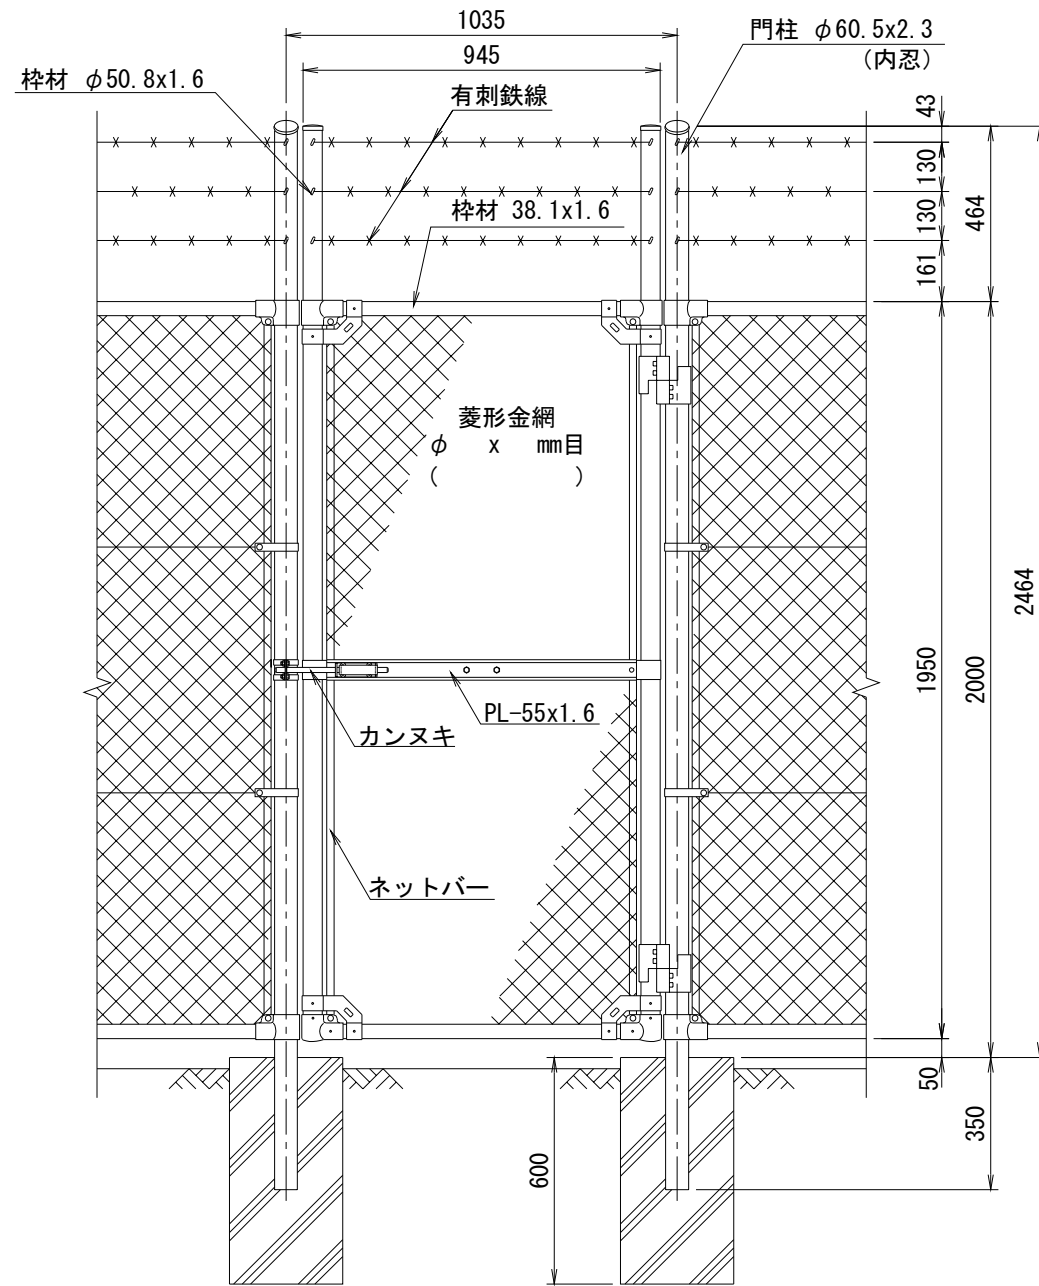 1035
門柱 φ60.5x2.3
(内忍)
945
枠材 φ50.8x1.6
有刺鉄線
43
130
130
464
枠材 38.1x1.6
161
菱形金網
φ x mm目
( )
2464
1950
2000
PL-55x1.6
カンヌキ
ネットバー
50
350
600